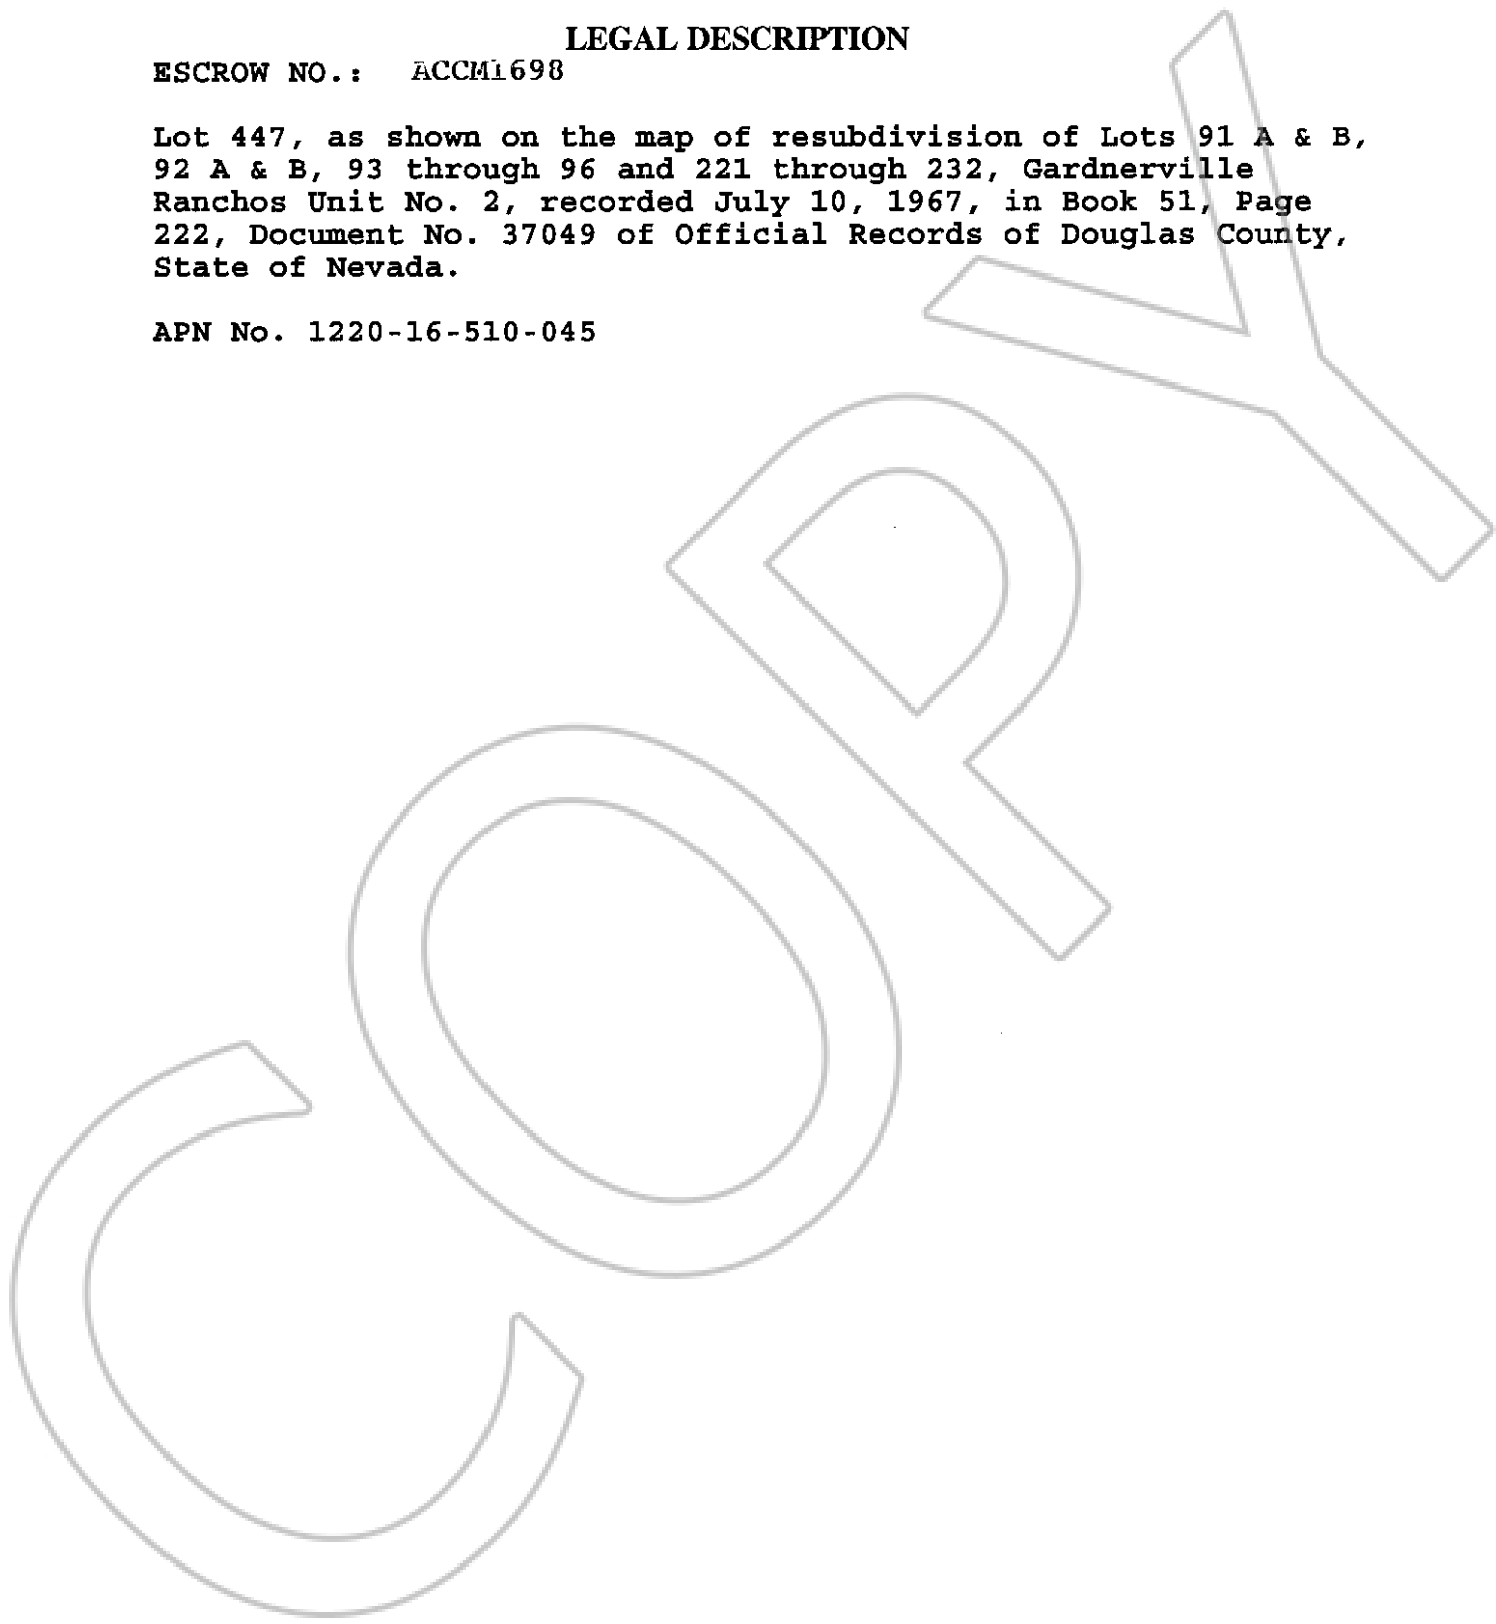 LEGAL DESCRIPTION
ESCROW NO.: ACCM1698
Lot 447, as shown on the map of resubdivision of Lots 91 A & B,
92 A & B, 93 through 96 and 221 through 232, Gardnerville
Ranchos Unit No. 2, recorded July 10, 1967, in Book 51, Page
222, Document No. 37049 of Official Records of Douglas County,
State of Nevada.
APN No. 1220-16-510-045
COPY